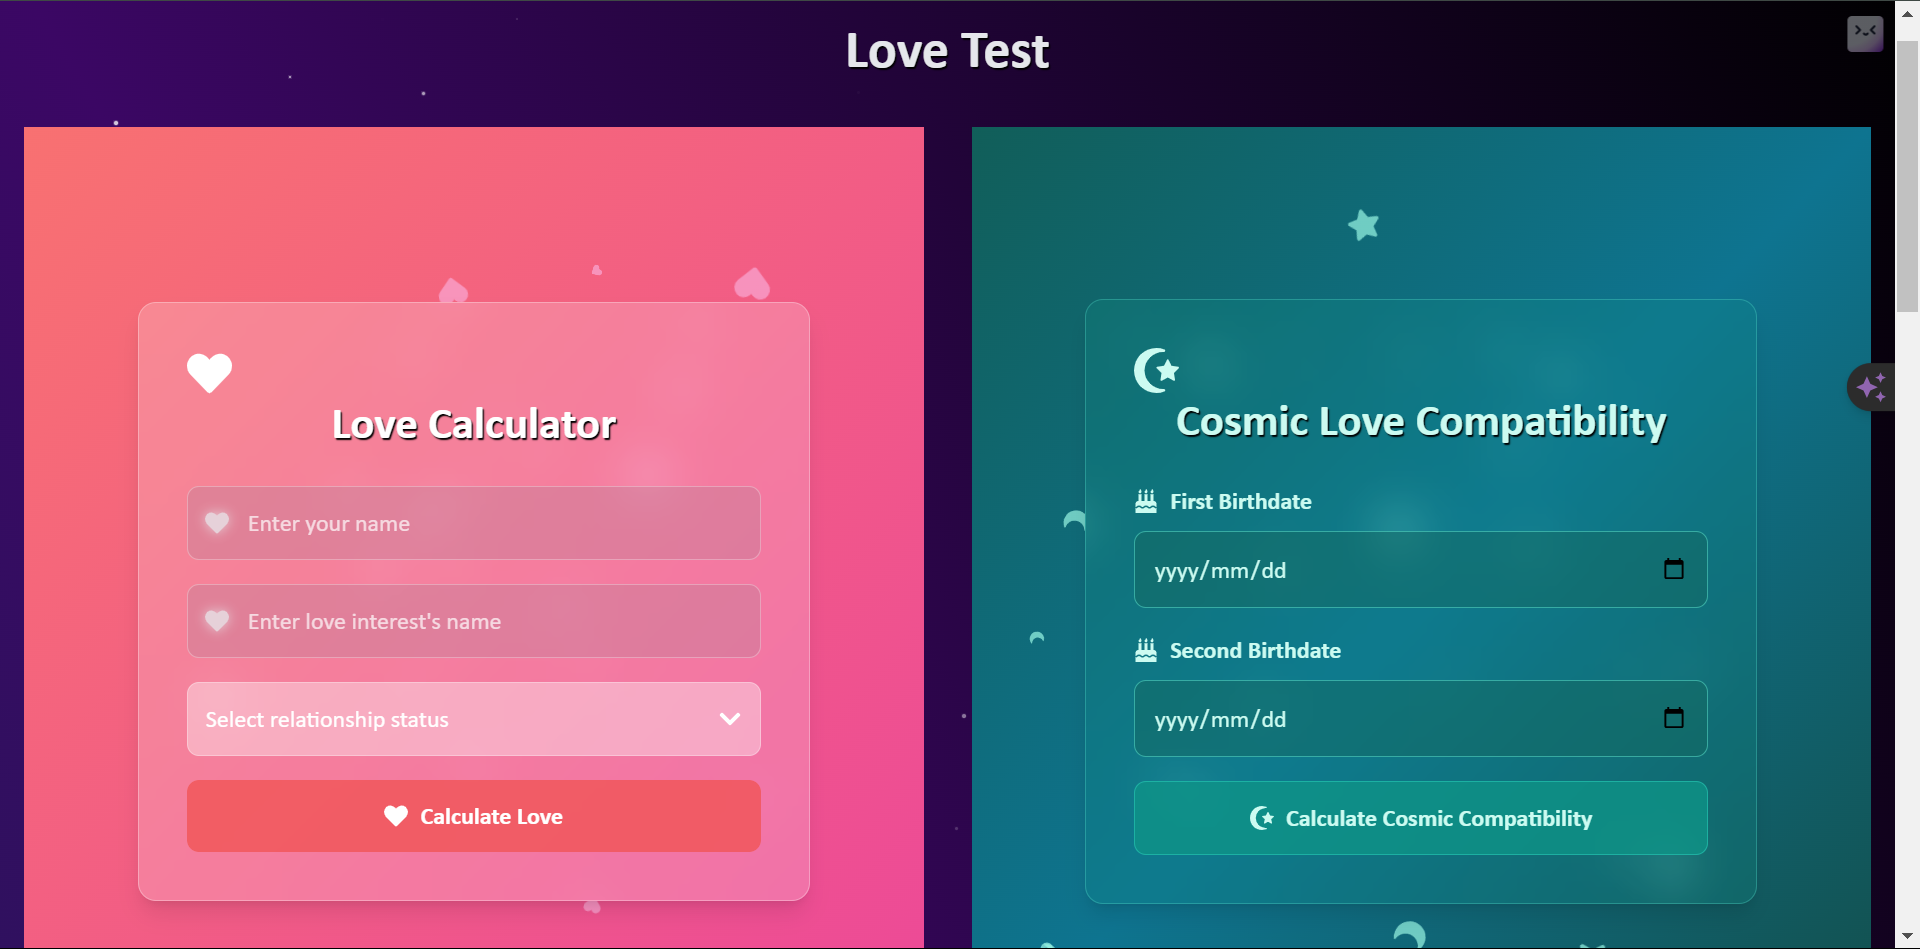 Love Test
Love Calculator
Enter your name
Enter love interest's name
Select relationship status
Calculate Love
Cosmic Love Compatibility
First Birthdate
yyyy/mm/dd
Second Birthdate
yyyy/mm/dd
Calculate Cosmic Compatibility